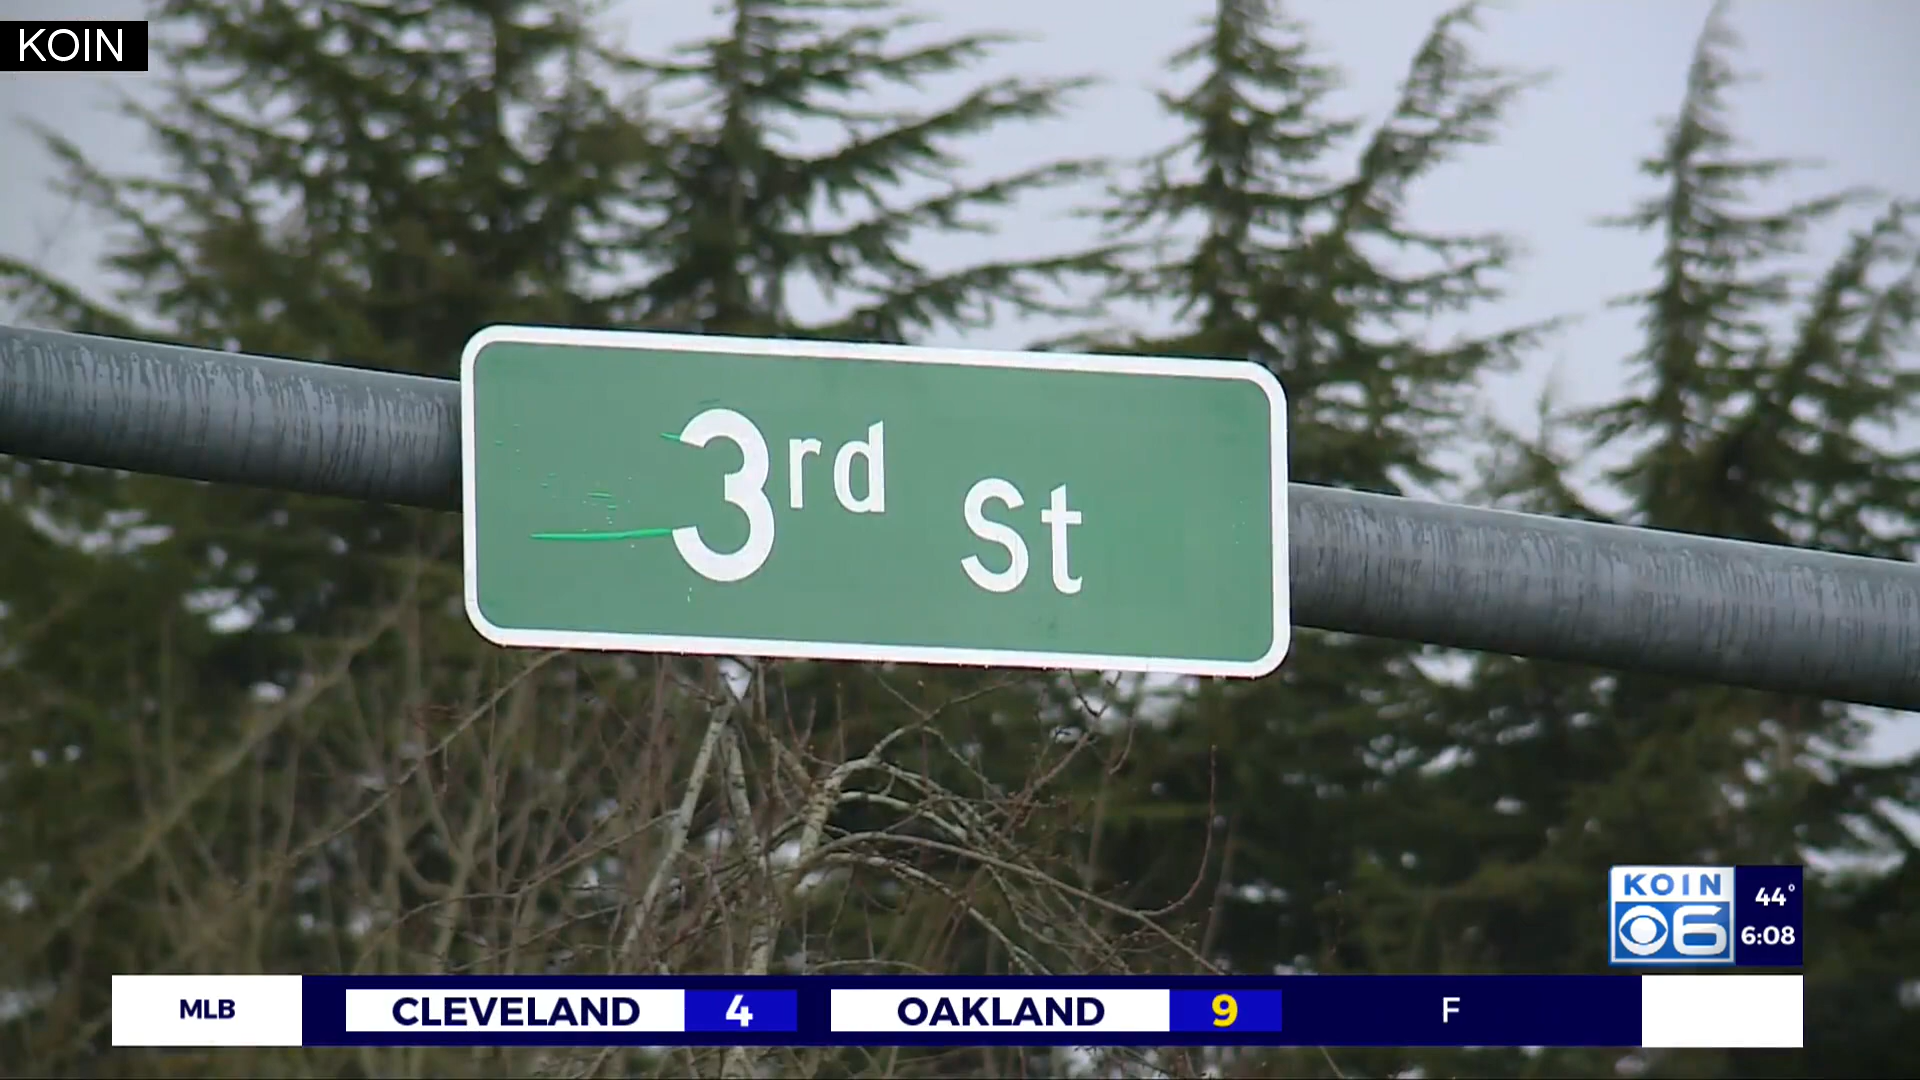 KOIN
3rd St
KOIN
6
44°
6:08
MLB CLEVELAND 4 OAKLAND 9 F